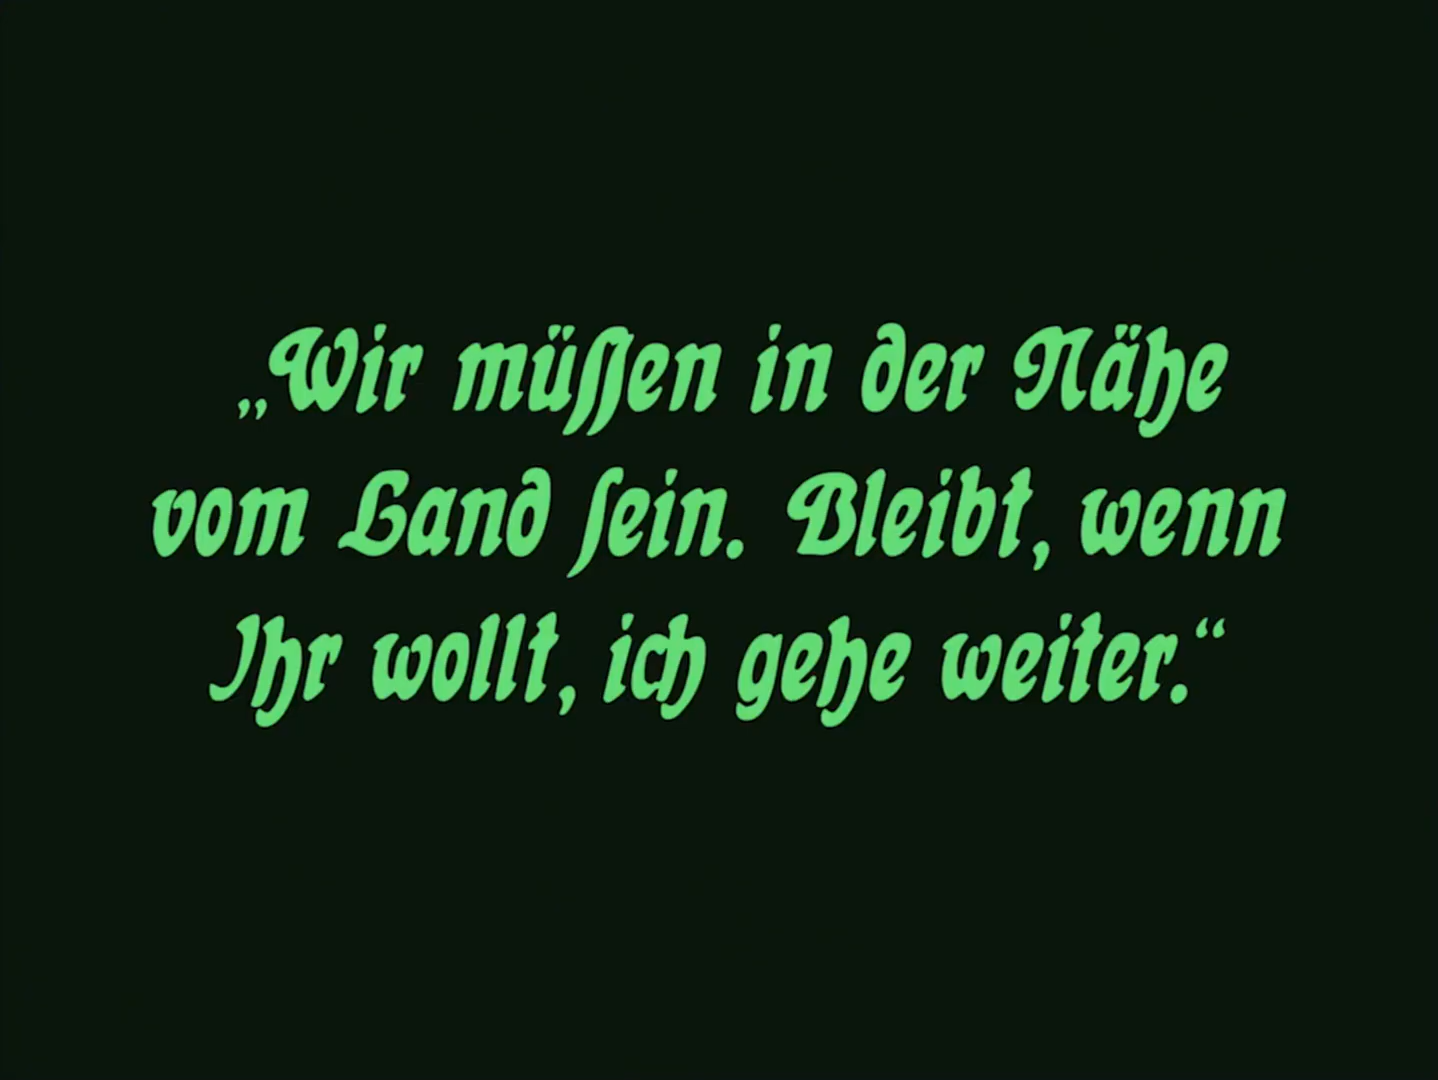 „Wir müſſen in der Nähe
vom Land ſein. Bleibt, wenn
Ihr wollt, ich gehe weiter.“